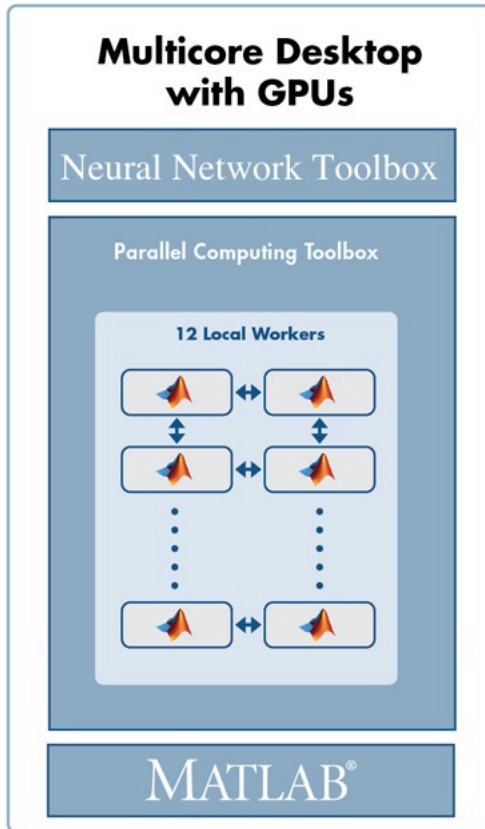 Multicore Desktop
with GPUs
Neural Network Toolbox
Parallel Computing Toolbox
12 Local Workers
MATLAB®